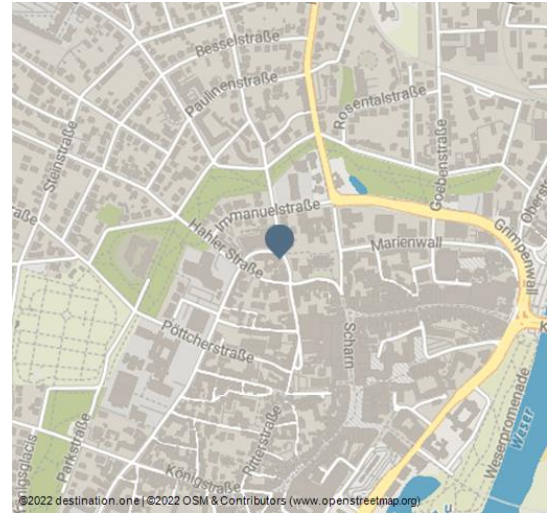 Besselstraße
Paulinenstraße
Rosentalstraße
Steinstraße
Goebenstraße
Immanuelstraße
Hahler Straße
Marienwall
Grimpenwall
Pöttcherstraße
Scharn
Ritterstraße
Parkstraße
Königstraße
Weserpromenade
Weser
©2022 destination.one | ©2022 OSM & Contributors (www.openstreetmap.org)